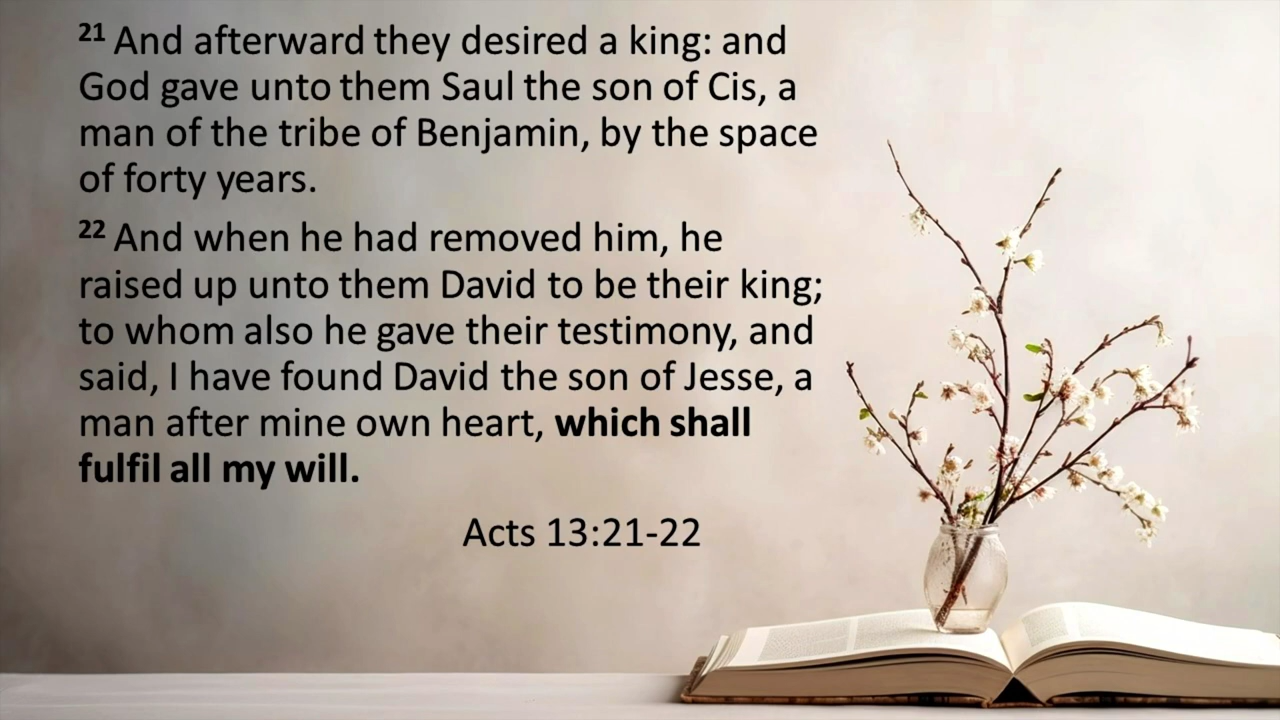 21 And afterward they desired a king: and
God gave unto them Saul the son of Cis, a
man of the tribe of Benjamin, by the space
of forty years.
22 And when he had removed him, he
raised up unto them David to be their king;
to whom also he gave their testimony, and
said, I have found David the son of Jesse, a
man after mine own heart, which shall
fulfil all my will.
Acts 13:21-22